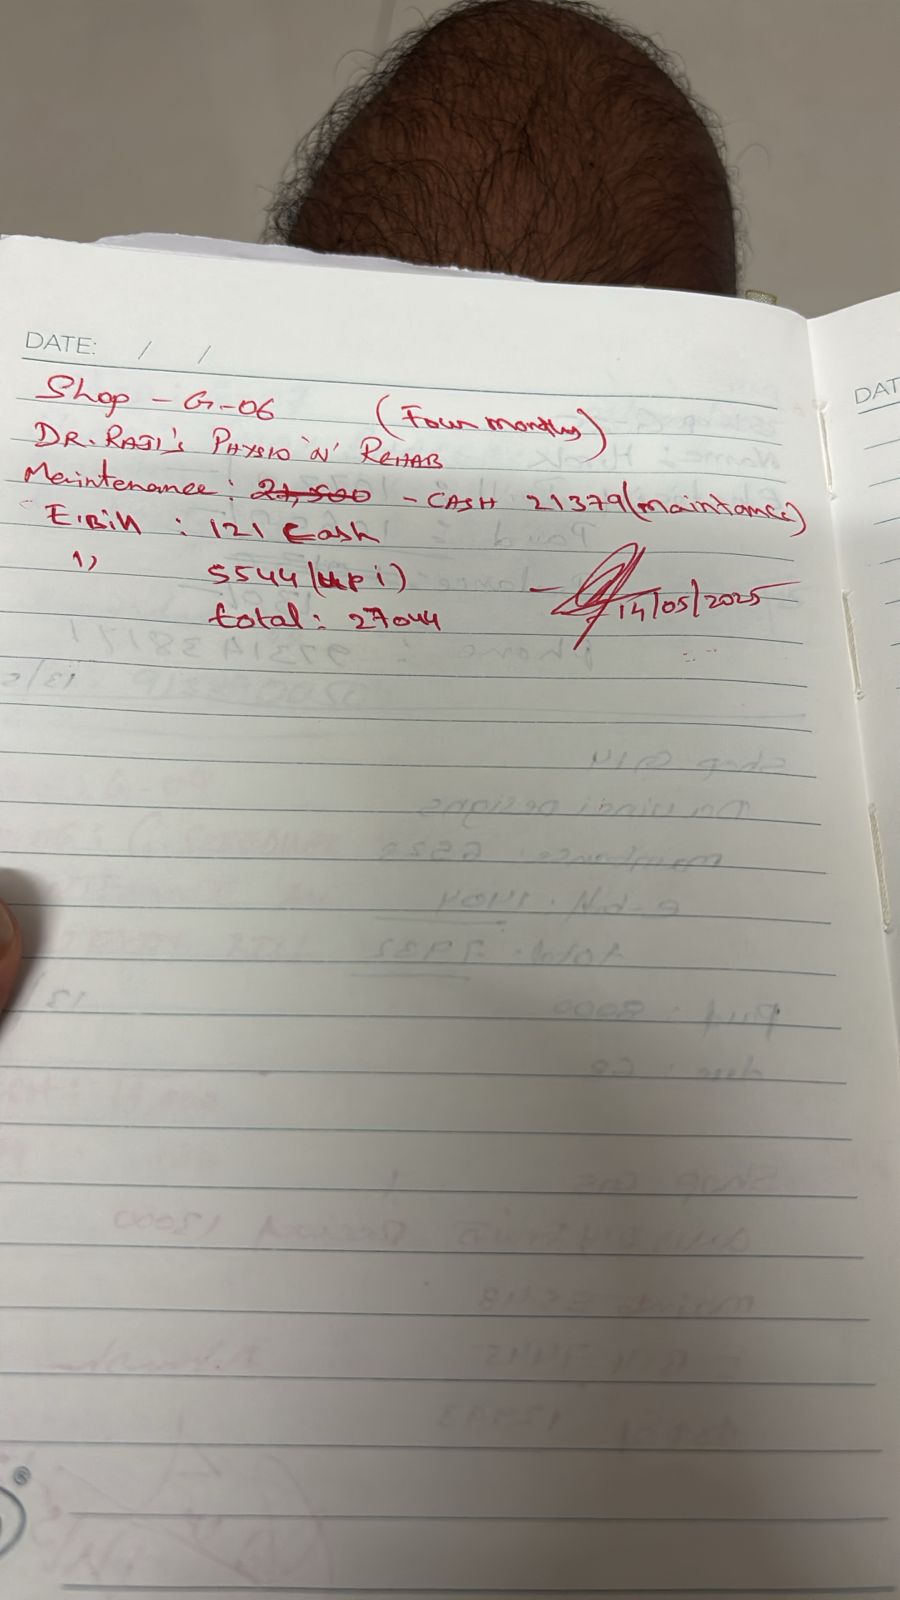 DATE: / /
Shop - G-06 (Four months)
DR. RAJI'S PHYSIO 'N' REHAB
Maintenance: 21,500 - CASH 21379 (maintance)
E.Bill : 121 Cash
1) 5544 (upi)
total: 27044
14/05/2025
DAT